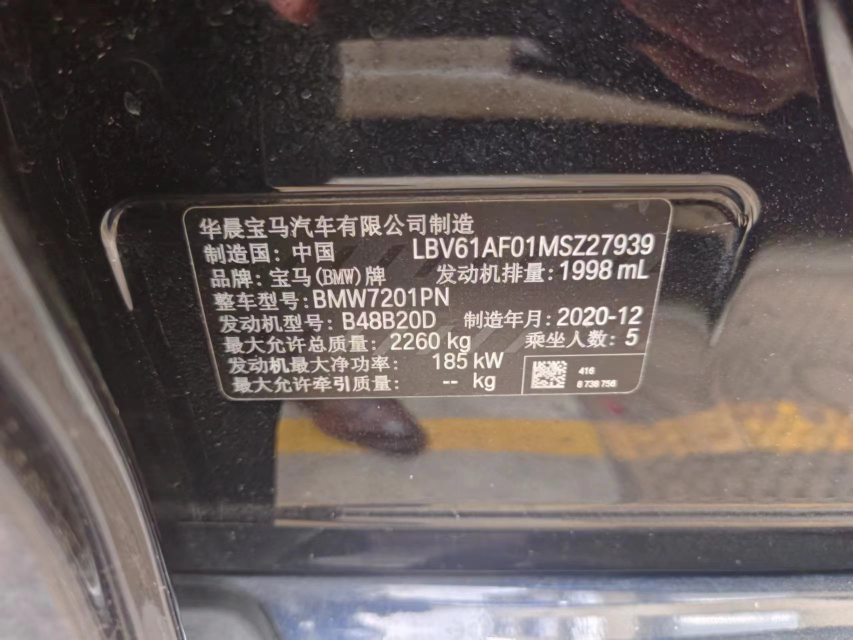 华晨宝马汽车有限公司制造
制造国：中国 LBV61AF01MSZ27939
品牌：宝马(BMW)牌 发动机排量：1998 mL
整车型号：BMW7201PN
发动机型号：B48B20D 制造年月：2020-12
最大允许总质量：2260 kg 乘坐人数：5
发动机最大净功率：185 kW
最大允许牵引质量：-- kg
416
8 738 756